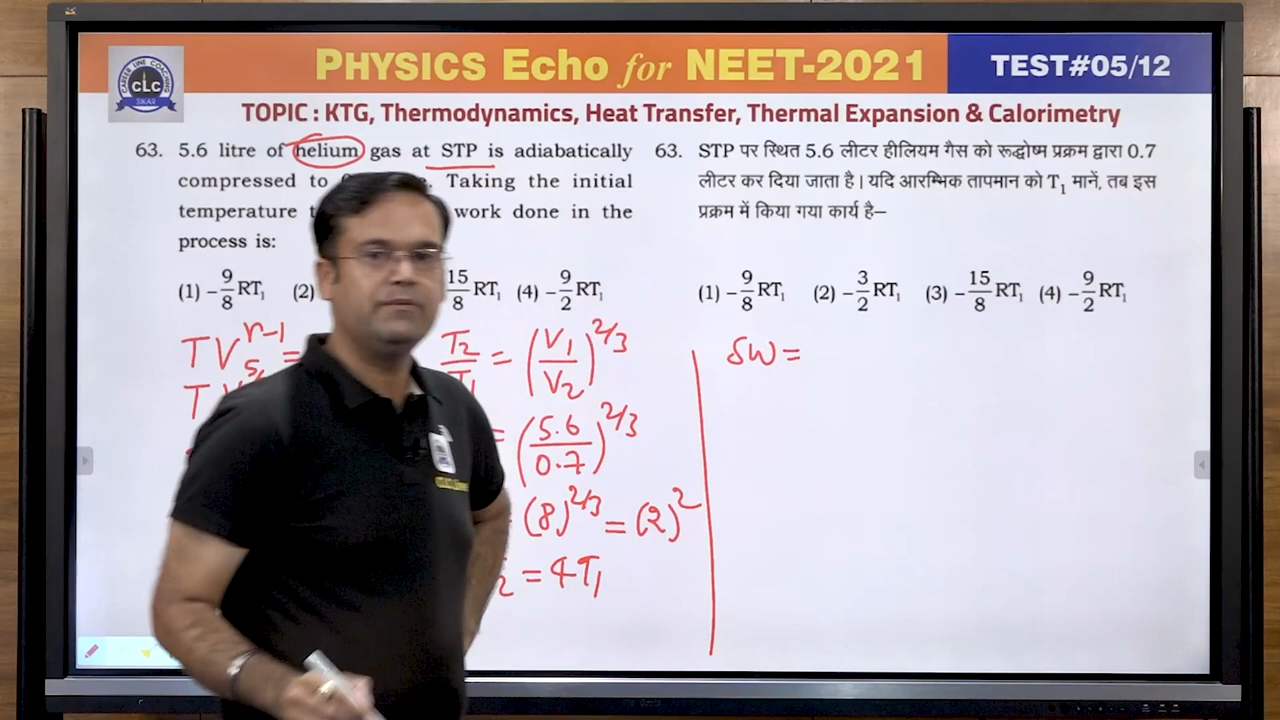 PHYSICS Echo for NEET-2021
TEST#05/12
CLC
SIKAR
TOPIC : KTG, Thermodynamics, Heat Transfer, Thermal Expansion & Calorimetry
63. 5.6 litre of helium gas at STP is adiabatically
compressed to Taking the initial
temperature work done in the
process is:
(1) −9/8 RT₁ (2) 15/8 RT₁ (4) −9/2 RT₁
63. STP पर स्थित 5.6 लीटर हीलियम गैस को रूद्धोष्म प्रक्रम द्वारा 0.7
लीटर कर दिया जाता है। यदि आरम्भिक तापमान को T₁ मानें, तब इस
प्रक्रम में किया गया कार्य है–
(1) −9/8 RT₁ (2) −3/2 RT₁ (3) −15/8 RT₁ (4) −9/2 RT₁
TV^(r−1) =
T
T₂/T₁ = (V₁/V₂)^(2/3)
= (5.6/0.7)^(2/3)
= (8)^(2/3) = (2)²
₂ = 4T₁
δW =